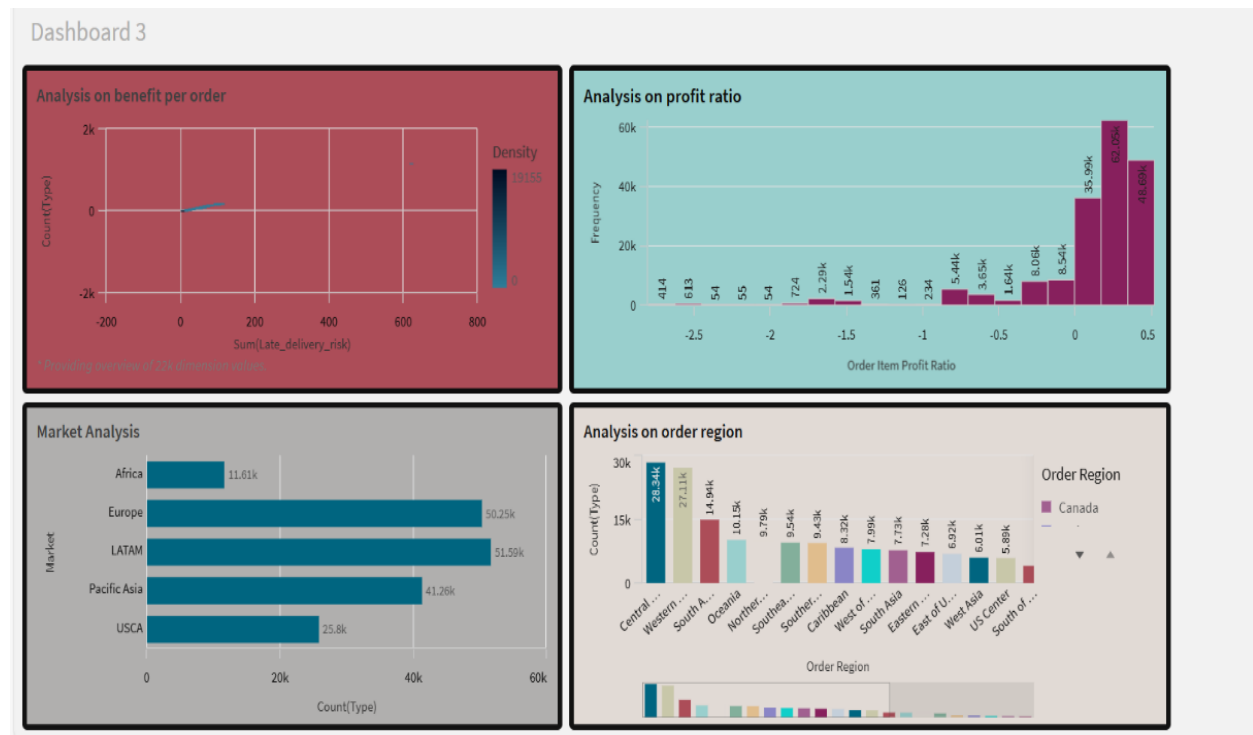 Dashboard 3
Analysis on benefit per order
2k
0
-2k
Count(Type)
-200 0 200 400 600 800
Sum(Late_delivery_risk)
Density
19155
0
* Providing overview of 22k dimension values.
Analysis on profit ratio
60k
40k
20k
0
Frequency
414 613 54 55 54 724 2.29k 1.54k 361 126 234 5.44k 3.65k 1.64k 8.06k 8.54k 35.99k 62.05k 48.69k
-2.5 -2 -1.5 -1 -0.5 0 0.5
Order Item Profit Ratio
Market Analysis
Market
Africa 11.61k
Europe 50.25k
LATAM 51.59k
Pacific Asia 41.26k
USCA 25.8k
0 20k 40k 60k
Count(Type)
Analysis on order region
30k
15k
0
Count(Type)
28.34k 27.11k 14.94k 10.15k 9.79k 9.54k 9.43k 8.32k 7.99k 7.73k 7.28k 6.92k 6.01k 5.89k
Central ... Western ... South A... Oceania Norther... Southea... Souther... Caribbean West of ... South Asia Eastern ... East of U... West Asia US Center South of ...
Order Region
Order Region
Canada